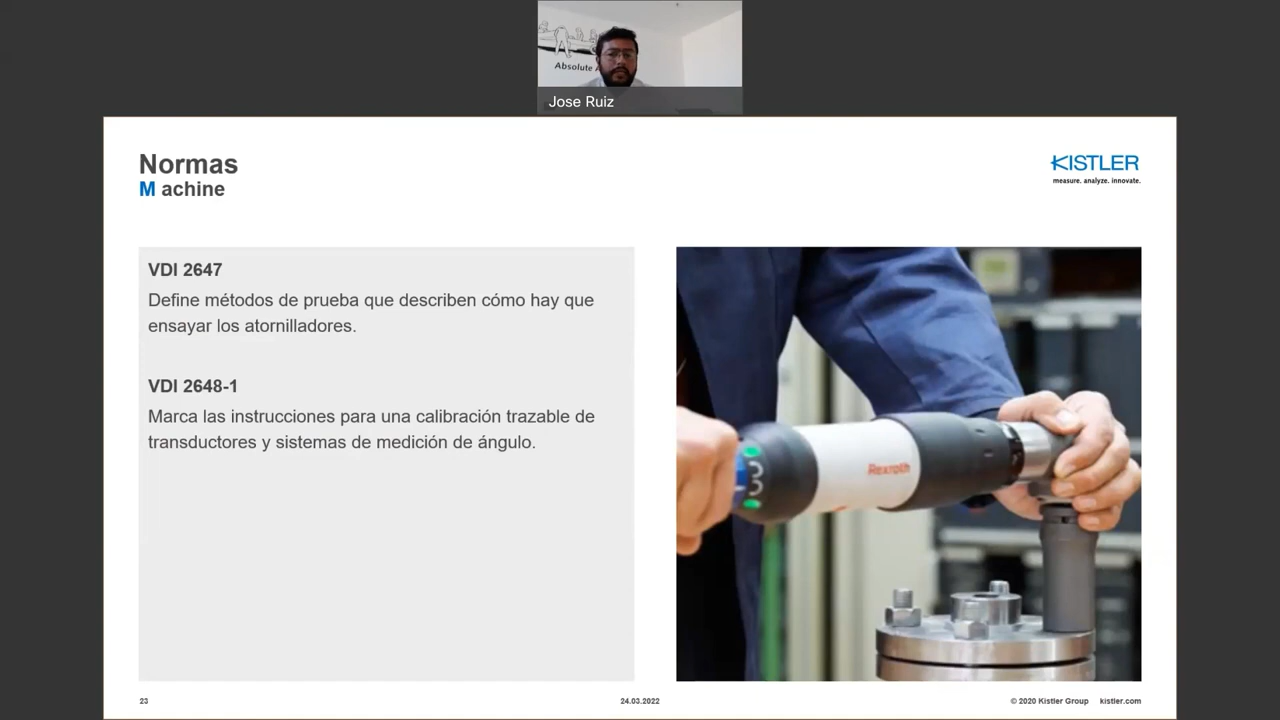 Absolute A
Jose Ruiz
Normas
M achine
KISTLER
measure. analyze. innovate.
VDI 2647
Define métodos de prueba que describen cómo hay que
ensayar los atornilladores.
VDI 2648-1
Marca las instrucciones para una calibración trazable de
transductores y sistemas de medición de ángulo.
Rexroth
23
24.03.2022
© 2020 Kistler Group kistler.com